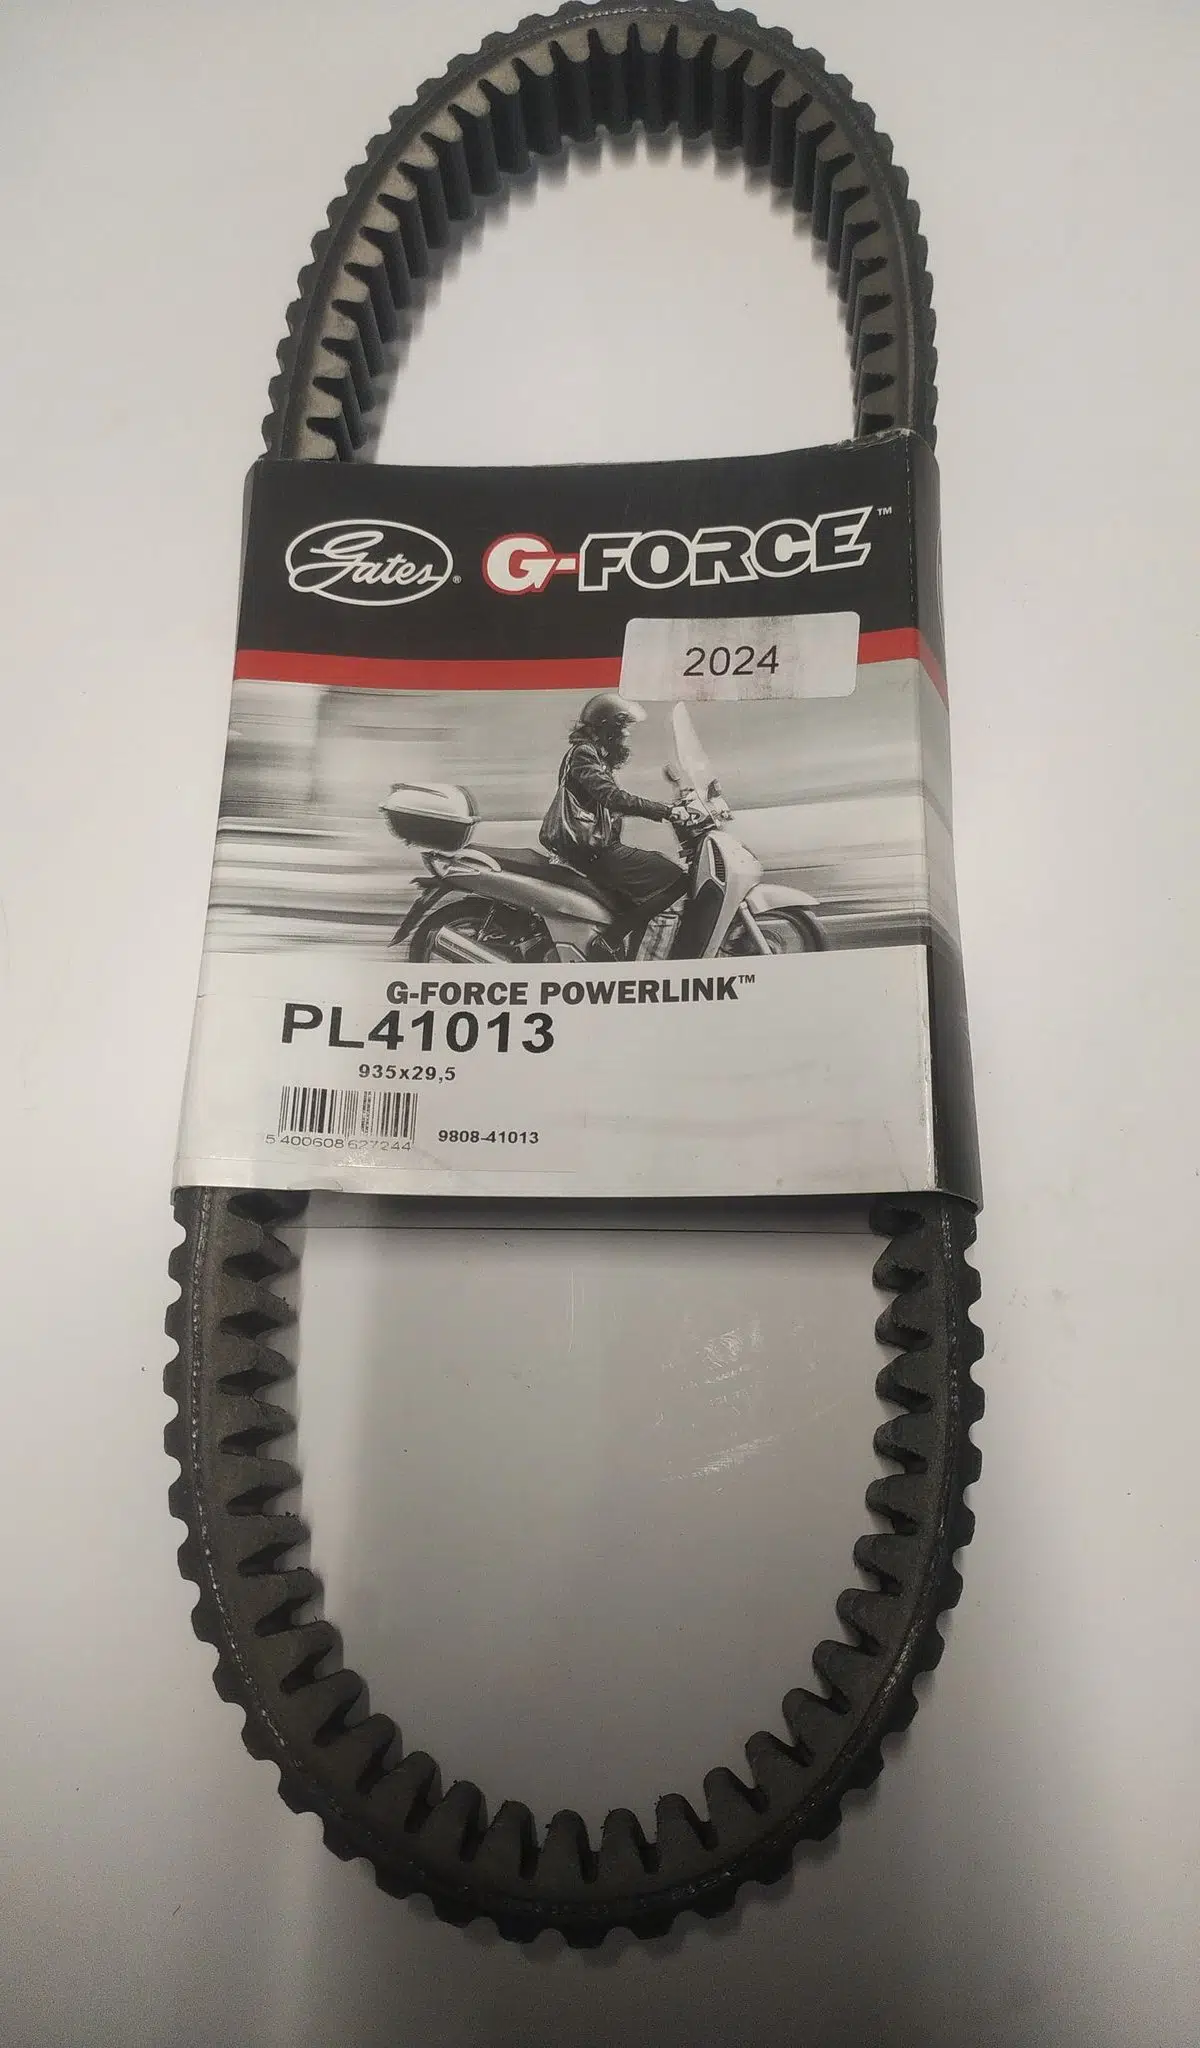 Gates® G-FORCE™
2024
G-FORCE POWERLINK™
PL41013
935x29,5
5 400608 627244
9808-41013